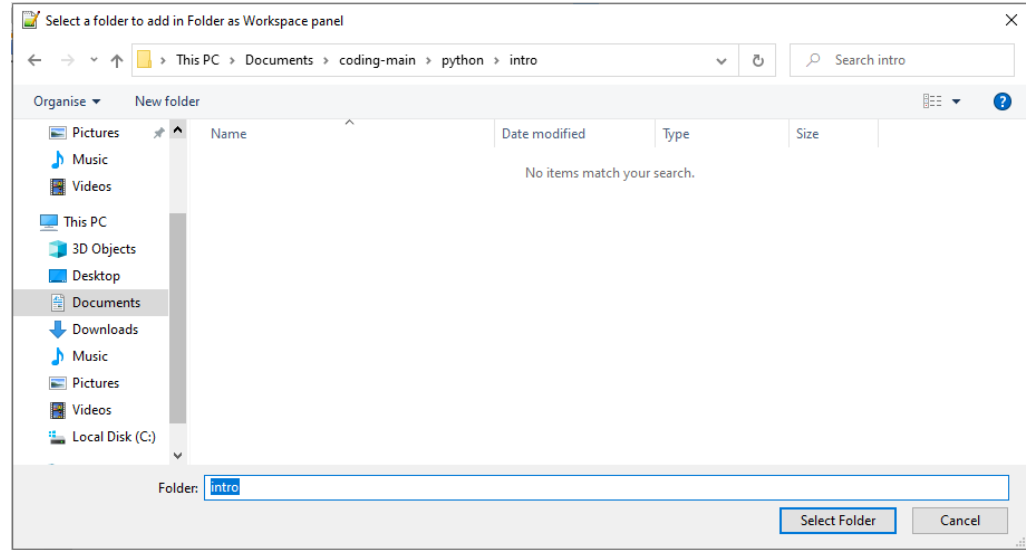 Select a folder to add in Folder as Workspace panel
This PC > Documents > coding-main > python > intro
Search intro
Organise
New folder
Name
Date modified
Type
Size
No items match your search.
Pictures
Music
Videos
This PC
3D Objects
Desktop
Documents
Downloads
Music
Pictures
Videos
Local Disk (C:)
Folder: intro
Select Folder
Cancel